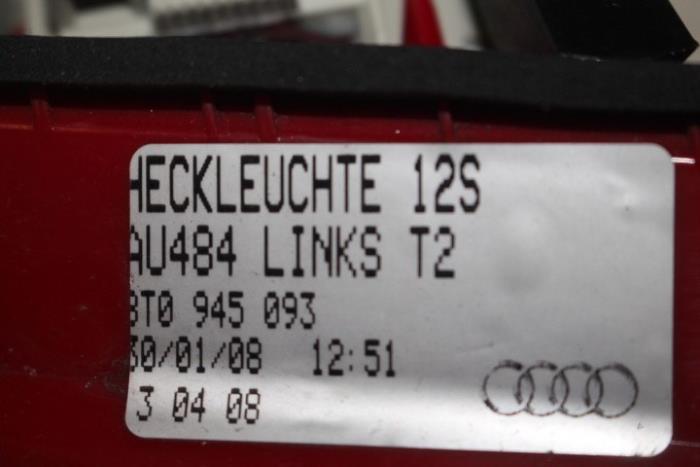 HECKLEUCHTE 12S
AU484 LINKS T2
8T0 945 093
30/01/08 12:51
3 04 08